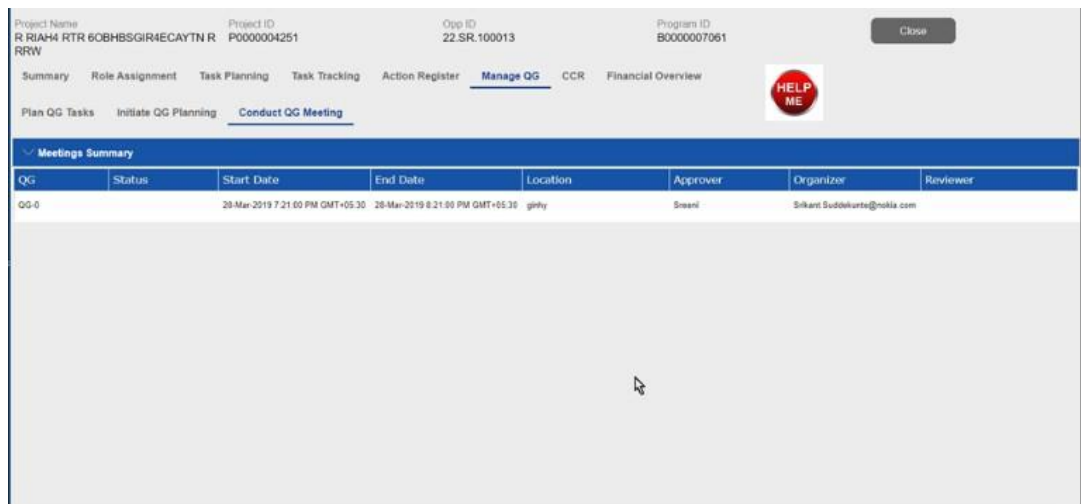 Project Name Project ID Opp ID Program ID
R RIAH4 RTR 6OBHBSGIR4ECAYTN R P0000004251 22.SR.100013 B0000007061 Close
RRW
Summary Role Assignment Task Planning Task Tracking Action Register Manage QG CCR Financial Overview
HELP
ME
Plan QG Tasks Initiate QG Planning Conduct QG Meeting
Meetings Summary
QG Status Start Date End Date Location Approver Organizer Reviewer
QG-0 28-Mar-2019 7:21:00 PM GMT+05:30 28-Mar-2019 8:21:00 PM GMT+05:30 Srikant.Suddekunte@nokia.com